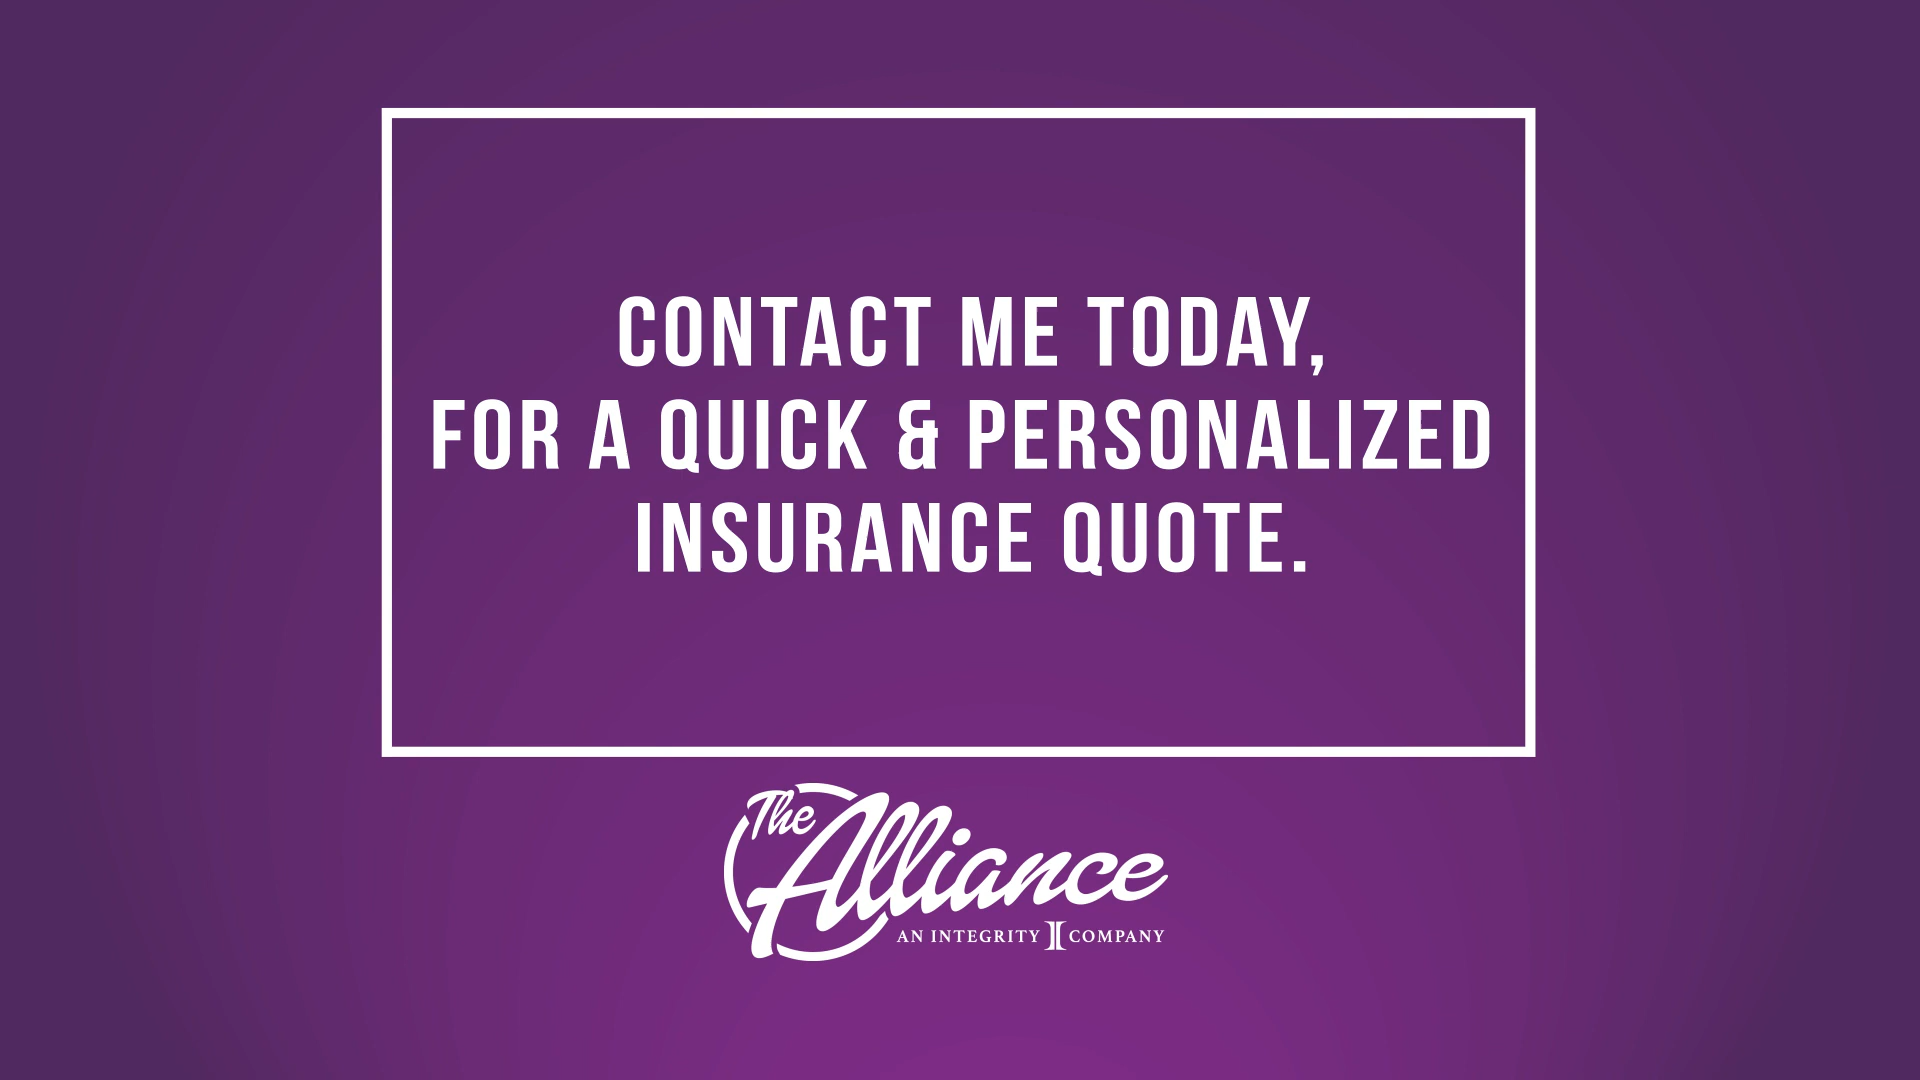 CONTACT ME TODAY,
FOR A QUICK & PERSONALIZED
INSURANCE QUOTE.
The
Alliance
AN INTEGRITY COMPANY